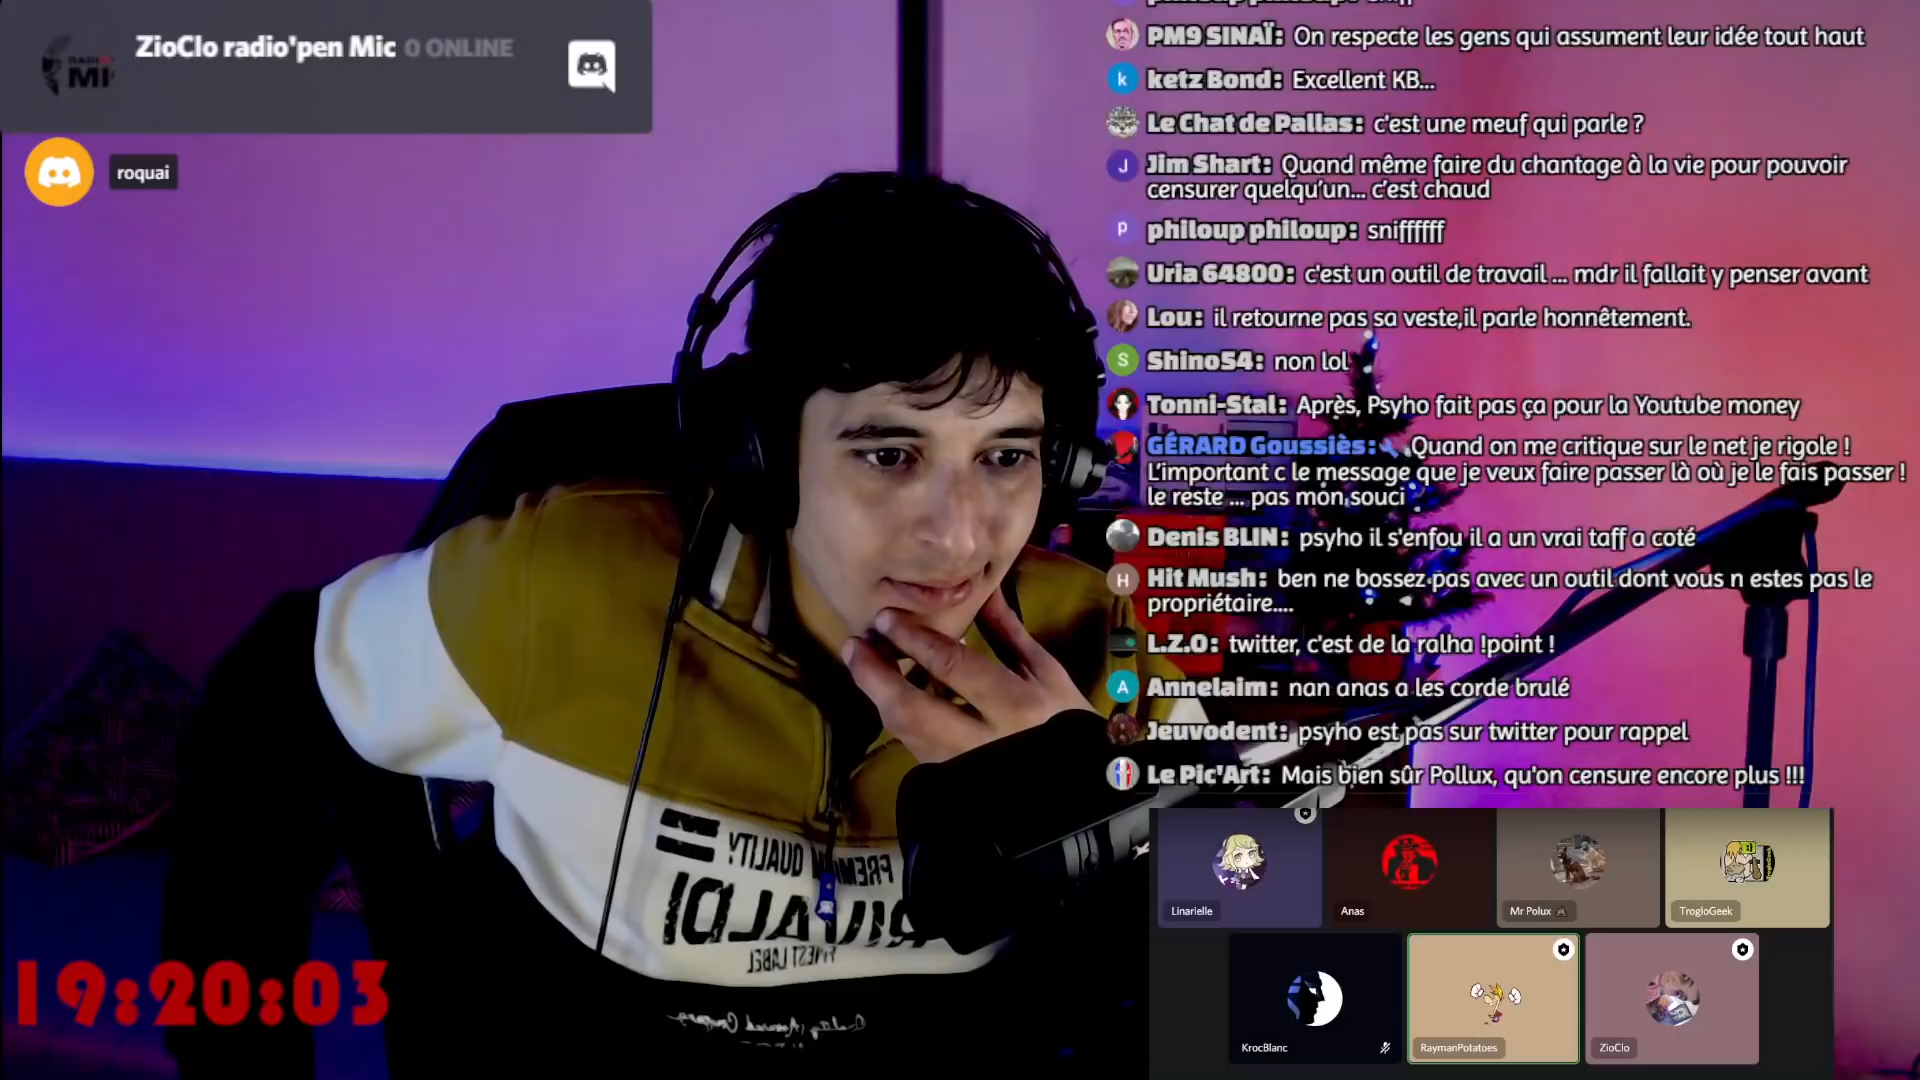 ZioClo radio'pen Mic 0 ONLINE
MI
roquai
PM9 SINAÏ: On respecte les gens qui assument leur idée tout haut
k ketz Bond: Excellent KB...
Le Chat de Pallas: c'est une meuf qui parle ?
J Jim Shart: Quand même faire du chantage à la vie pour pouvoir
censurer quelqu'un... c'est chaud
p philoup philoup: sniffffff
Uria 64800: c'est un outil de travail ... mdr il fallait y penser avant
Lou: il retourne pas sa veste,il parle honnêtement.
S Shino54: non lol
Tonni-Stal: Après, Psyho fait pas ça pour la Youtube money
GÉRARD Goussiès: Quand on me critique sur le net je rigole !
L'important c le message que je veux faire passer là où je le fais passer !
le reste ... pas mon souci
Denis BLIN: psyho il s'enfou il a un vrai taff a coté
H Hit Mush: ben ne bossez pas avec un outil dont vous n estes pas le
propriétaire....
L.Z.O: twitter, c'est de la ralha !point !
A Annelaim: nan anas a les corde brulé
Jeuvodent: psyho est pas sur twitter pour rappel
Le Pic'Art: Mais bien sûr Pollux, qu'on censure encore plus !!!
PREMIUM QUALITY
RIVALDI
FINEST LABEL
Linarielle
Anas
Mr Polux
TrogloGeek
KrocBlanc
RaymanPotatoes
ZioClo
19:20:03